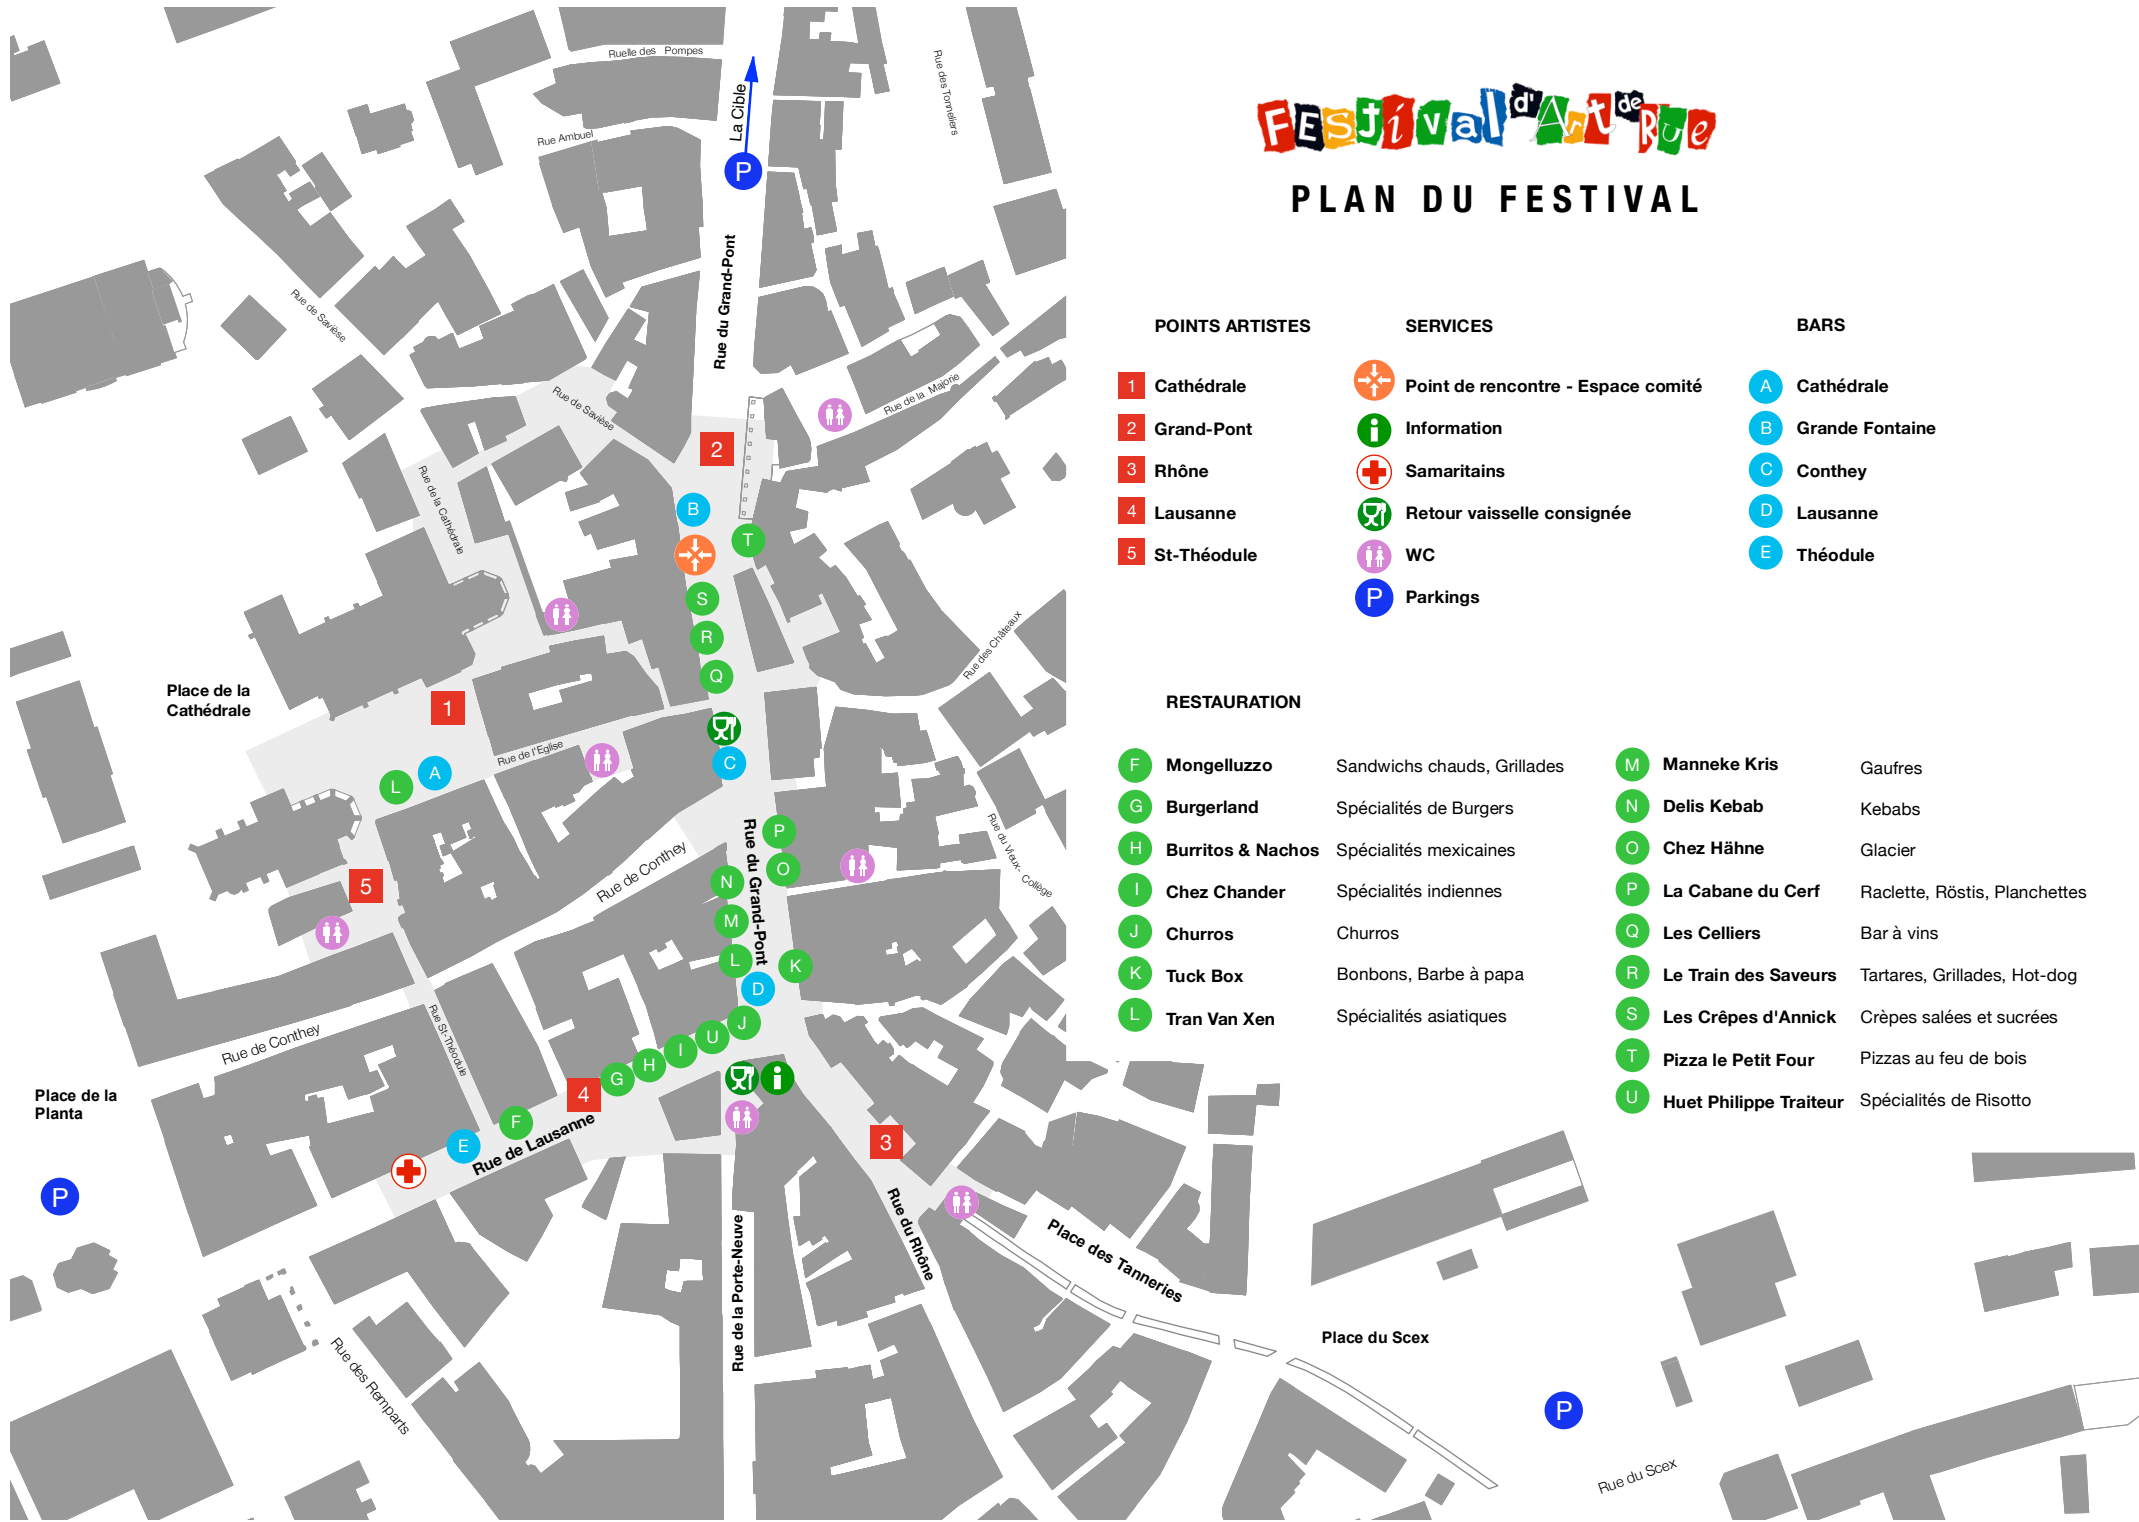 Festival d'Art de Rue
PLAN DU FESTIVAL
POINTS ARTISTES
1 Cathédrale
2 Grand-Pont
3 Rhône
4 Lausanne
5 St-Théodule
SERVICES
Point de rencontre - Espace comité
i Information
Samaritains
Retour vaisselle consignée
WC
P Parkings
BARS
A Cathédrale
B Grande Fontaine
C Conthey
D Lausanne
E Théodule
RESTAURATION
F Mongelluzzo Sandwichs chauds, Grillades
G Burgerland Spécialités de Burgers
H Burritos & Nachos Spécialités mexicaines
I Chez Chander Spécialités indiennes
J Churros Churros
K Tuck Box Bonbons, Barbe à papa
L Tran Van Xen Spécialités asiatiques
M Manneke Kris Gaufres
N Delis Kebab Kebabs
O Chez Hähne Glacier
P La Cabane du Cerf Raclette, Röstis, Planchettes
Q Les Celliers Bar à vins
R Le Train des Saveurs Tartares, Grillades, Hot-dog
S Les Crêpes d'Annick Crèpes salées et sucrées
T Pizza le Petit Four Pizzas au feu de bois
U Huet Philippe Traiteur Spécialités de Risotto
Ruelle des Pompes
Rue des Tonneliers
La Cible
P
Rue Ambuel
Rue du Grand-Pont
Rue de Savièse
Rue de Savièse
Rue de la Majorie
2
Rue de la Cathédrale
B
T
S
R
Q
Rue des Châteaux
Place de la
Cathédrale
1
Rue de l'Eglise
C
A
L
Rue du Vieux- Collège
P
O
Rue du Grand-Pont
Rue de Conthey
N
M
L
K
D
5
Rue St-Théodule
Rue de Conthey
J
U
I
H
G
4
i
Place de la
Planta
F
E
Rue de Lausanne
3
P
Rue de la Porte-Neuve
Rue du Rhône
Place des Tanneries
Place du Scex
Rue des Remparts
P
Rue du Scex